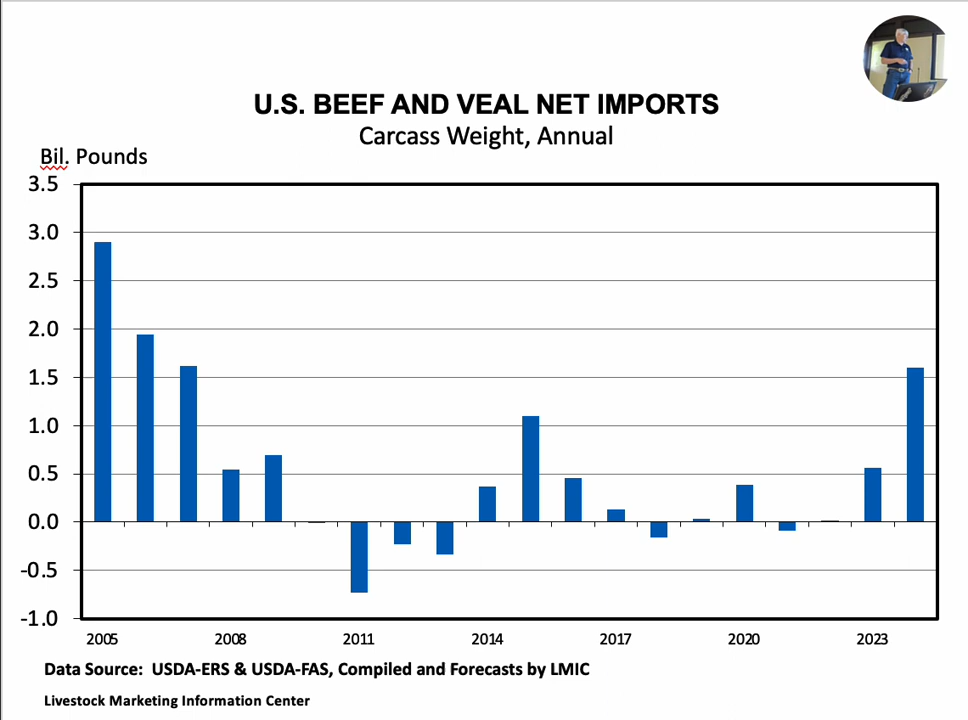 U.S. BEEF AND VEAL NET IMPORTS
Carcass Weight, Annual
Bil. Pounds
3.5
3.0
2.5
2.0
1.5
1.0
0.5
0.0
-0.5
-1.0
2005 2008 2011 2014 2017 2020 2023
Data Source: USDA-ERS & USDA-FAS, Compiled and Forecasts by LMIC
Livestock Marketing Information Center